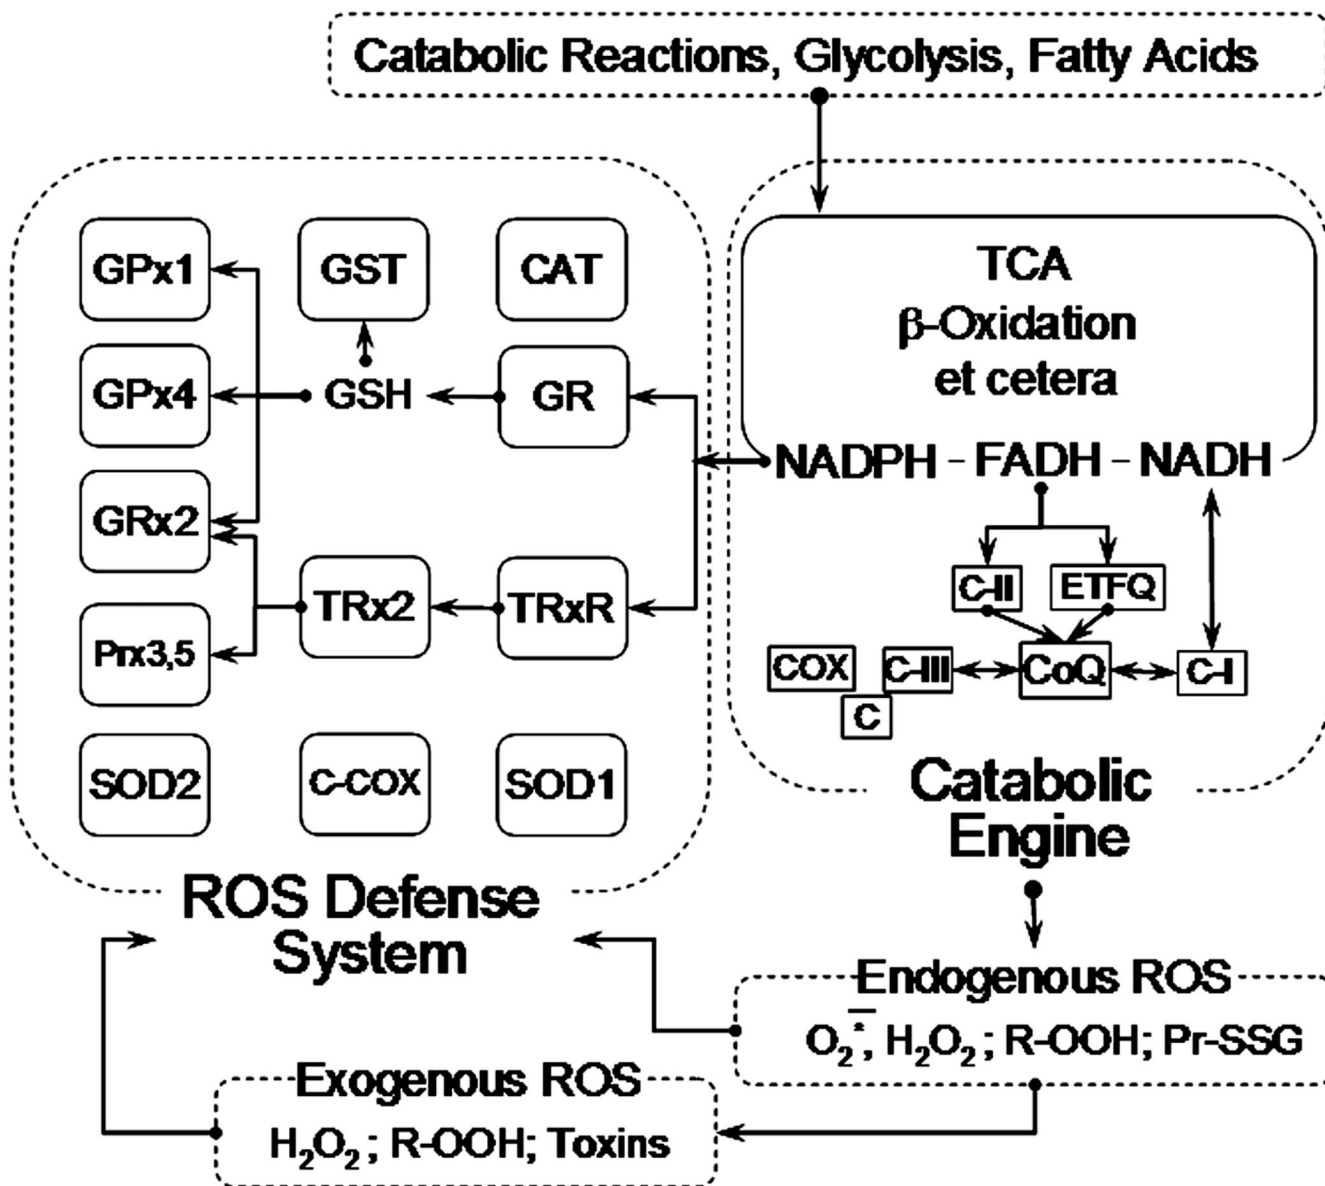 Catabolic Reactions, Glycolysis, Fatty Acids
GPx1
GST
CAT
GPx4
GSH
GR
GRx2
TRx2
TRxR
Prx3,5
SOD2
C-COX
SOD1
ROS Defense
System
TCA
β-Oxidation
et cetera
NADPH - FADH - NADH
C-II
ETFQ
COX
C-III
CoQ
C-I
C
Catabolic
Engine
Endogenous ROS
O₂⨪, H₂O₂; R-OOH; Pr-SSG
Exogenous ROS
H₂O₂; R-OOH; Toxins